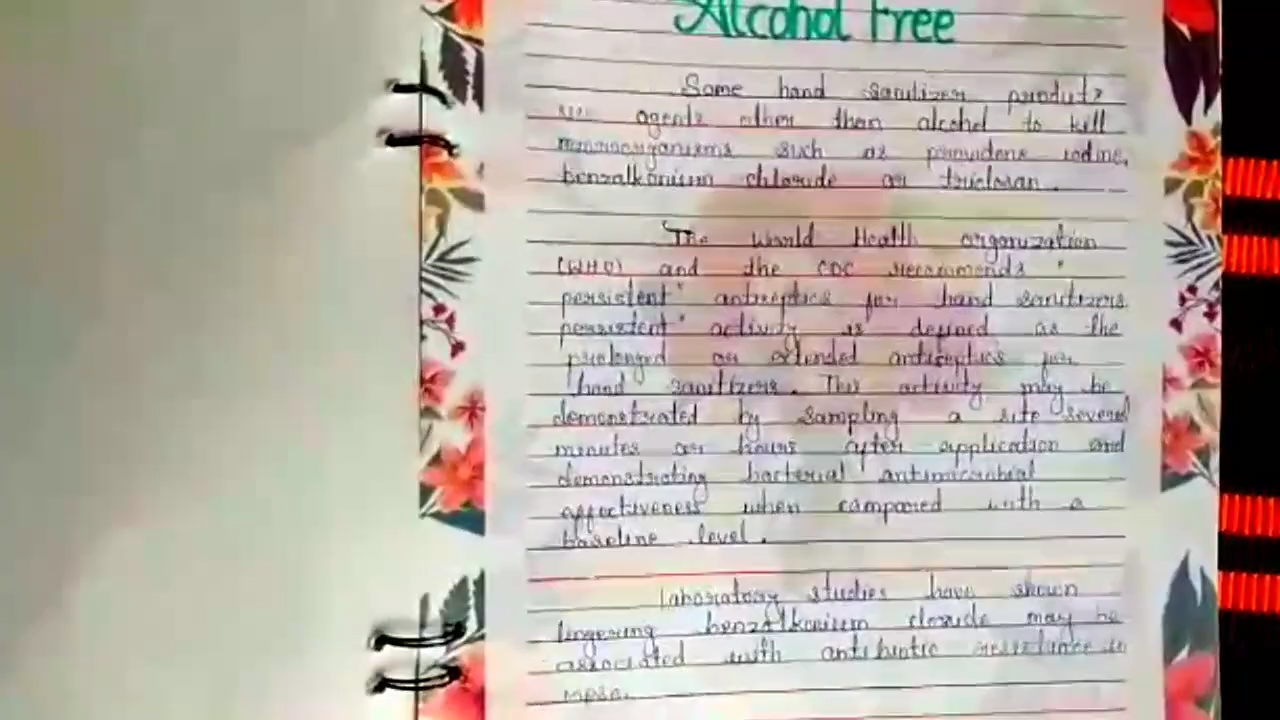 Alcohol Free
Some hand sanitizer products
agents other than alcohol to kill
microorganisms such as povidone iodine,
benzalkonium chloride or triclosan.
The World Health organization
(WHO) and the CDC recommends "
persistent" antiseptics for hand sanitizers
persistent" activity is defined as the
prolonged or extended antiseptics for
hand sanitizers. This activity may be
demonstrated by sampling a site several
minutes or hours after application and
demonstrating bacterial antimicrobial
effectiveness when compared with a
baseline level.
Laboratory studies have shown
lingering benzalkonium cloride may be
associated with antibiotic resistance in